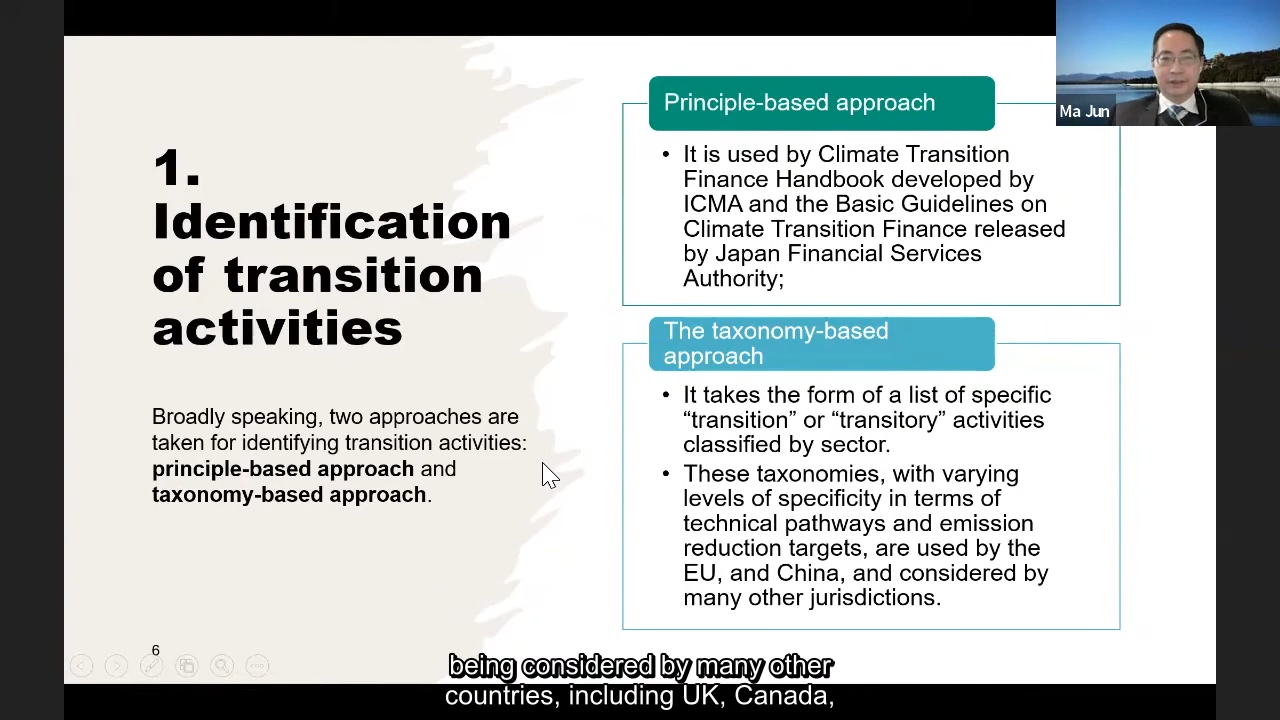 1.
Identification
of transition
activities
Broadly speaking, two approaches are
taken for identifying transition activities:
principle-based approach and
taxonomy-based approach.
6
Principle-based approach
• It is used by Climate Transition
Finance Handbook developed by
ICMA and the Basic Guidelines on
Climate Transition Finance released
by Japan Financial Services
Authority;
The taxonomy-based
approach
• It takes the form of a list of specific
“transition” or “transitory” activities
classified by sector.
• These taxonomies, with varying
levels of specificity in terms of
technical pathways and emission
reduction targets, are used by the
EU, and China, and considered by
many other jurisdictions.
Ma Jun
being considered by many other
countries, including UK, Canada,